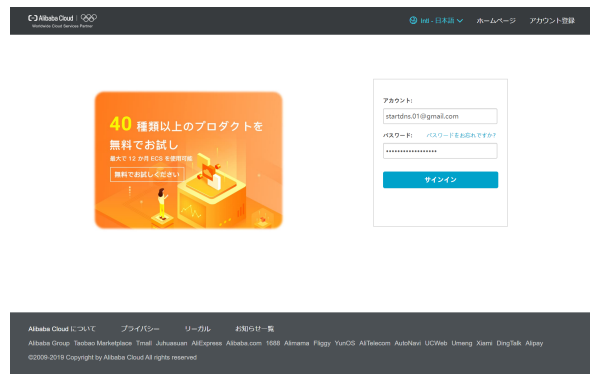 Alibaba Cloud
Worldwide Cloud Services Partner
Intl - 日本語
ホームページ
アカウント登録
40 種類以上のプロダクトを
無料でお試し
最大で 12 か月 ECS を使用可能
無料でお試しください
アカウント:
startdns.01@gmail.com
パスワード:
パスワードをお忘れですか?
サインイン
Alibaba Cloud について
プライバシー
リーガル
お知らせ一覧
Alibaba Group Taobao Marketplace Tmall Juhuasuan AliExpress Alibaba.com 1688 Alimama Fliggy YunOS AliTelecom AutoNavi UCWeb Umeng Xiami DingTalk Alipay
©2009-2019 Copyright by Alibaba Cloud All rights reserved